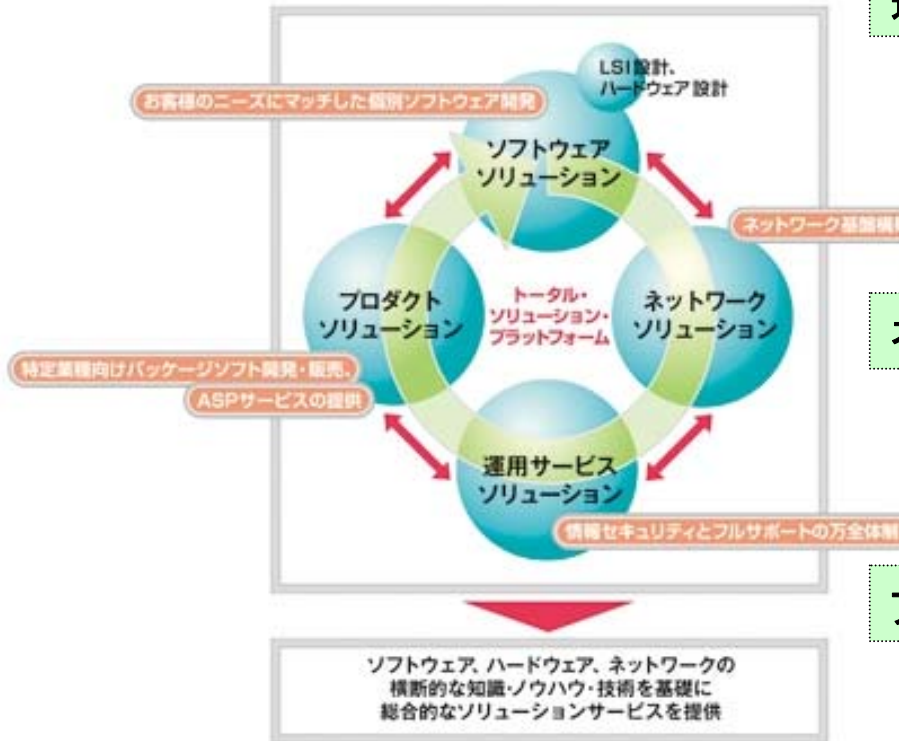 LSI設計、
ハードウェア設計
お客様のニーズにマッチした個別ソフトウェア開発
ソフトウェア
ソリューション
ネットワーク基盤構築
プロダクト
ソリューション
トータル・
ソリューション・
プラットフォーム
ネットワーク
ソリューション
特定業種向けパッケージソフト開発・販売、
ASPサービスの提供
運用サービス
ソリューション
情報セキュリティとフルサポートの万全体制
ソフトウェア、ハードウェア、ネットワークの
横断的な知識・ノウハウ・技術を基礎に
総合的なソリューションサービスを提供